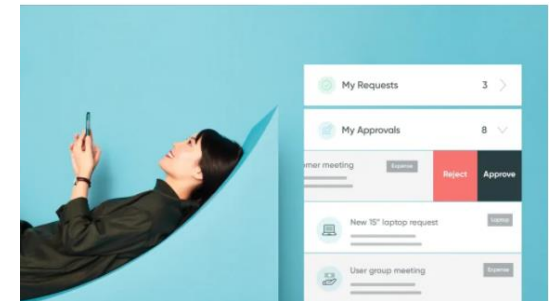 My Requests 3
My Approvals 8
omer meeting Expense
Reject Approve
New 15" laptop request Laptop
User group meeting Expense